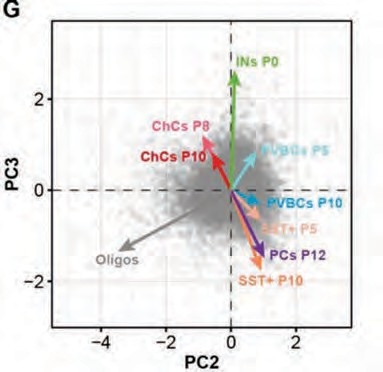 G
INs P0
2
ChCs P8
PVBCs P5
ChCs P10
PC3
0
PVBCs P10
SST+ P5
PCs P12
Oligos
−2
SST+ P10
−4
−2
0
2
PC2